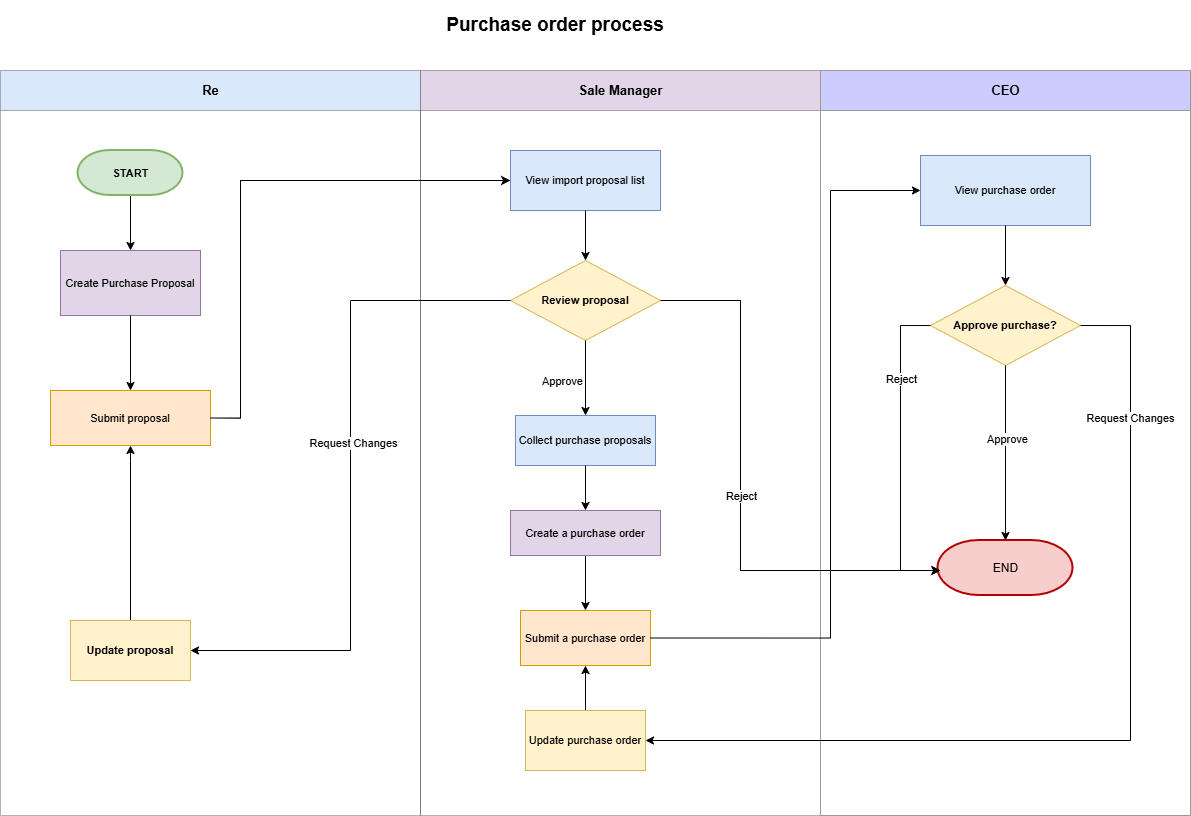 Purchase order process
Re
Sale Manager
CEO
START
Create Purchase Proposal
Submit proposal
Update proposal
Request Changes
View import proposal list
Review proposal
Approve
Collect purchase proposals
Create a purchase order
Submit a purchase order
Update purchase order
Reject
View purchase order
Approve purchase?
Reject
Approve
Request Changes
END